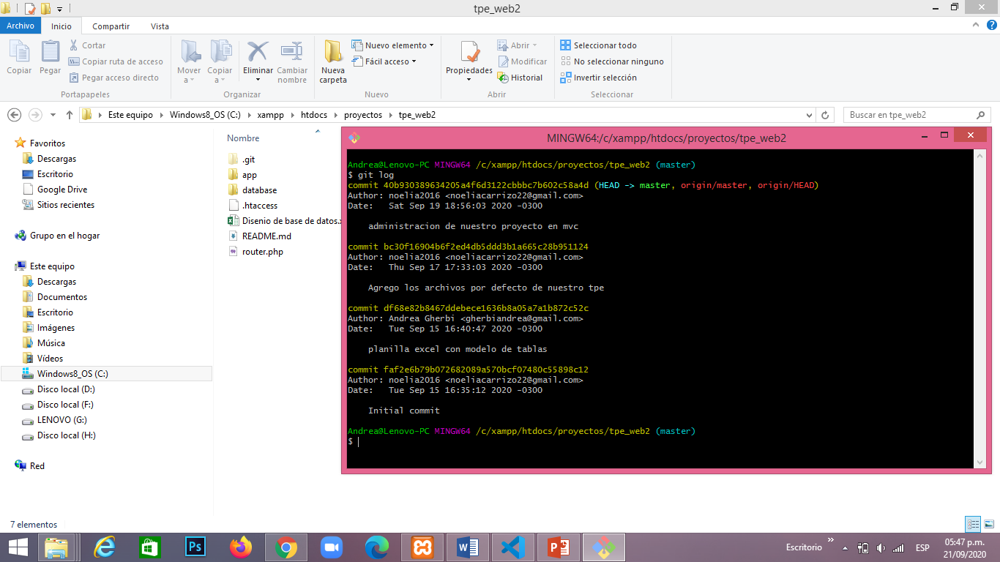 tpe_web2
Archivo Inicio Compartir Vista
Copiar
Pegar
Cortar
Copiar ruta de acceso
Pegar acceso directo
Portapapeles
Mover a
Copiar a
Eliminar
Cambiar nombre
Organizar
Nueva carpeta
Nuevo elemento
Fácil acceso
Nuevo
Propiedades
Abrir
Modificar
Historial
Abrir
Seleccionar todo
No seleccionar ninguno
Invertir selección
Seleccionar
Este equipo Windows8_OS (C:) xampp htdocs proyectos tpe_web2
Buscar en tpe_web2
Favoritos
Descargas
Escritorio
Google Drive
Sitios recientes
Grupo en el hogar
Este equipo
Descargas
Documentos
Escritorio
Imágenes
Música
Vídeos
Windows8_OS (C:)
Disco local (D:)
Disco local (F:)
LENOVO (G:)
Disco local (H:)
Red
Nombre
.git
app
database
.htaccess
Disenio de base de datos.x
README.md
router.php
MINGW64:/c/xampp/htdocs/proyectos/tpe_web2
Andrea@Lenovo-PC MINGW64 /c/xampp/htdocs/proyectos/tpe_web2 (master)
$ git log
commit 40b930389634205a4f6d3122cbbbc7b602c58a4d (HEAD -> master, origin/master, origin/HEAD)
Author: noelia2016 <noeliacarrizo22@gmail.com>
Date:   Sat Sep 19 18:56:03 2020 -0300
administracion de nuestro proyecto en mvc
commit bc30f16904b6f2ed4db5ddd3b1a665c28b951124
Author: noelia2016 <noeliacarrizo22@gmail.com>
Date:   Thu Sep 17 17:33:03 2020 -0300
Agrego los archivos por defecto de nuestro tpe
commit df68e82b8467ddebece1636b8a05a7a1b872c52c
Author: Andrea Gherbi <gherbiandrea@gmail.com>
Date:   Tue Sep 15 16:40:47 2020 -0300
planilla excel con modelo de tablas
commit faf2e6b79b072682089a570bcf07480c55898c12
Author: noelia2016 <noeliacarrizo22@gmail.com>
Date:   Tue Sep 15 16:35:12 2020 -0300
Initial commit
Andrea@Lenovo-PC MINGW64 /c/xampp/htdocs/proyectos/tpe_web2 (master)
$
7 elementos
Ps
Escritorio
ESP
05:47 p.m.
21/09/2020